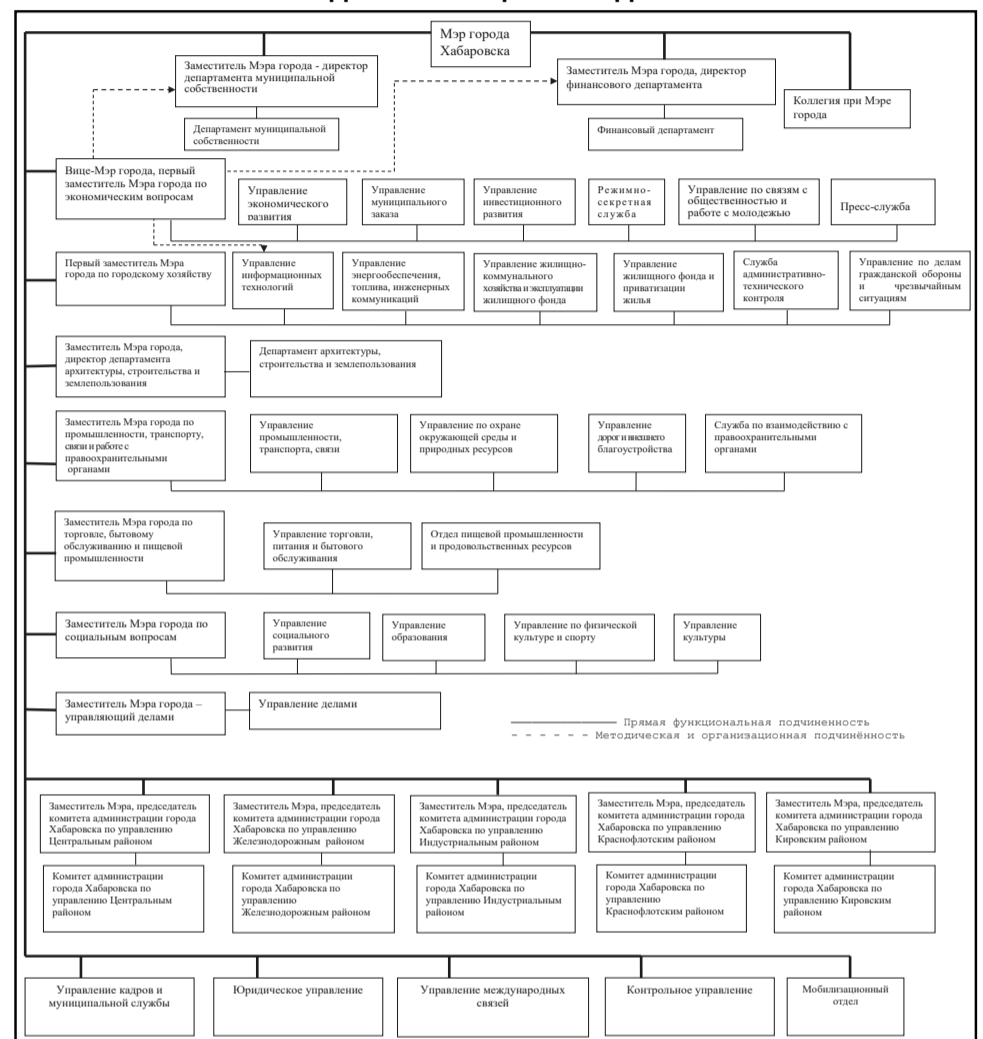 Мэр города
Хабаровска
Заместитель Мэра города - директор
департамента муниципальной
собственности
Заместитель Мэра города, директор
финансового департамента
Коллегия при Мэре
города
Департамент муниципальной
собственности
Финансовый департамент
Вице-Мэр города, первый
заместитель Мэра города по
экономическим вопросам
Управление
экономического
развития
Управление
муниципального
заказа
Управление
инвестиционного
развития
Режимно-
секретная
служба
Управление по связям с
общественностью и
работе с молодежью
Пресс-служба
Первый заместитель Мэра
города по городскому хозяйству
Управление
информационных
технологий
Управление
энергообеспечения,
топлива, инженерных
коммуникаций
Управление жилищно-
коммунального
хозяйства и эксплуатации
жилищного фонда
Управление
жилищного фонда и
приватизации
жилья
Служба
административно-
технического
контроля
Управление по делам
гражданской обороны
и чрезвычайным
ситуациям
Заместитель Мэра города,
директор департамента
архитектуры, строительства и
землепользования
Департамент архитектуры,
строительства и землепользования
Заместитель Мэра города по
промышленности, транспорту,
связи и работе с
правоохранительными
органами
Управление
промышленности,
транспорта, связи
Управление по охране
окружающей среды и
природных ресурсов
Управление
дорог и внешнего
благоустройства
Служба по взаимодействию с
правоохранительными
органами
Заместитель Мэра города по
торговле, бытовому
обслуживанию и пищевой
промышленности
Управление торговли,
питания и бытового
обслуживания
Отдел пищевой промышленности
и продовольственных ресурсов
Заместитель Мэра города по
социальным вопросам
Управление
социального
развития
Управление
образования
Управление по физической
культуре и спорту
Управление
культуры
Заместитель Мэра города –
управляющий делами
Управление делами
Прямая функциональная подчиненность
Методическая и организационная подчинённость
Заместитель Мэра, председатель
комитета администрации города
Хабаровска по управлению
Центральным районом
Заместитель Мэра, председатель
комитета администрации города
Хабаровска по управлению
Железнодорожным районом
Заместитель Мэра, председатель
комитета администрации города
Хабаровска по управлению
Индустриальным районом
Заместитель Мэра, председатель
комитета администрации города
Хабаровска по управлению
Краснофлотским районом
Заместитель Мэра, председатель
комитета администрации города
Хабаровска по управлению
Кировским районом
Комитет администрации
города Хабаровска по
управлению Центральным
районом
Комитет администрации
города Хабаровска по
управлению
Железнодорожным районом
Комитет администрации
города Хабаровска по
управлению Индустриальным
районом
Комитет администрации
города Хабаровска по
управлению
Краснофлотским районом
Комитет администрации
города Хабаровска по
управлению Кировским
районом
Управление кадров и
муниципальной службы
Юридическое управление
Управление международных
связей
Контрольное управление
Мобилизационный
отдел